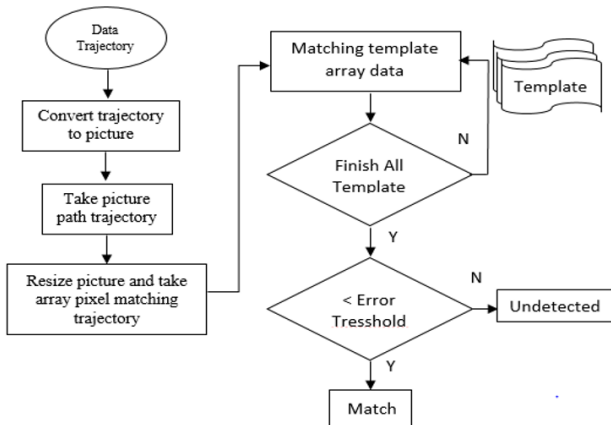 Data
Trajectory
Convert trajectory
to picture
Take picture
path trajectory
Resize picture and take
array pixel matching
trajectory
Matching template
array data
Template
N
Finish All
Template
Y
N
< Error
Tresshold
Undetected
Y
Match